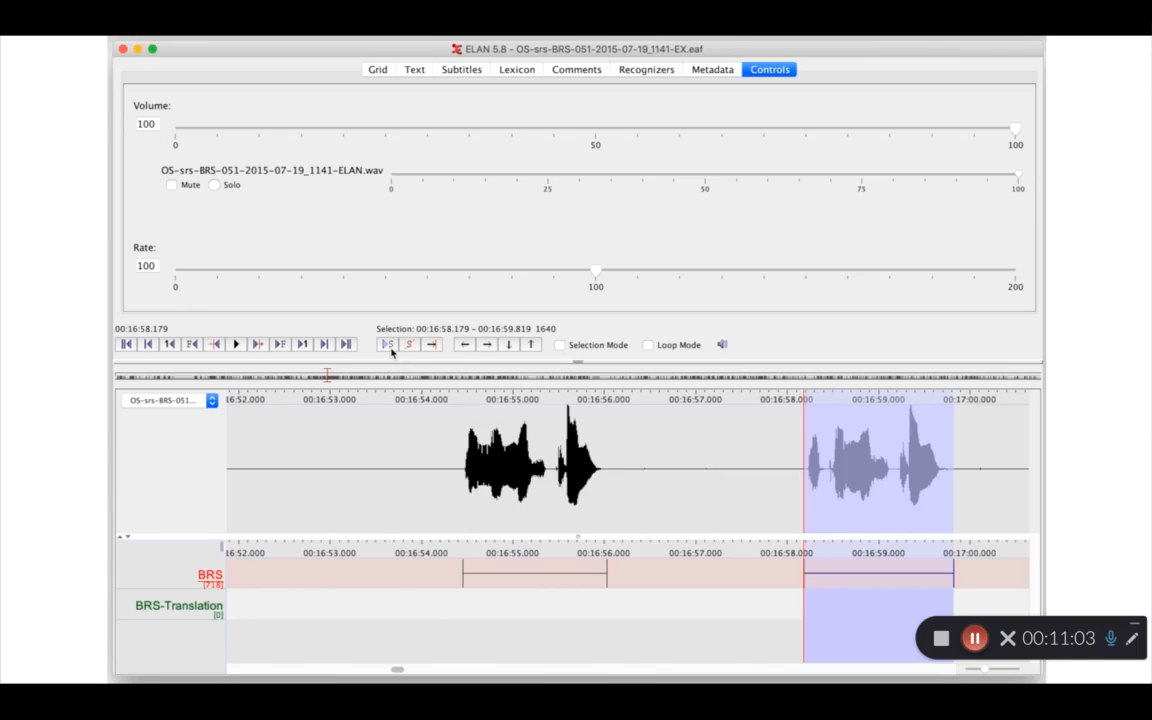 ELAN 5.8 - OS-srs-BRS-051-2015-07-19_1141-EX.eaf
Grid Text Subtitles Lexicon Comments Recognizers Metadata Controls
Volume:
100
0 50 100
OS-srs-BRS-051-2015-07-19_1141-ELAN.wav
Mute Solo
0 25 50 75 100
Rate:
100
0 100 200
00:16:58.179 Selection: 00:16:58.179 - 00:16:59.819 1640
Selection Mode Loop Mode
OS-srs-BRS-051... 16:52.000 00:16:53.000 00:16:54.000 00:16:55.000 00:16:56.000 00:16:57.000 00:16:58.000 00:16:59.000 00:17:00.000
16:52.000 00:16:53.000 00:16:54.000 00:16:55.000 00:16:56.000 00:16:57.000 00:16:58.000 00:16:59.000 00:17:00.000
BRS
[718]
BRS-Translation
[0]
00:11:03